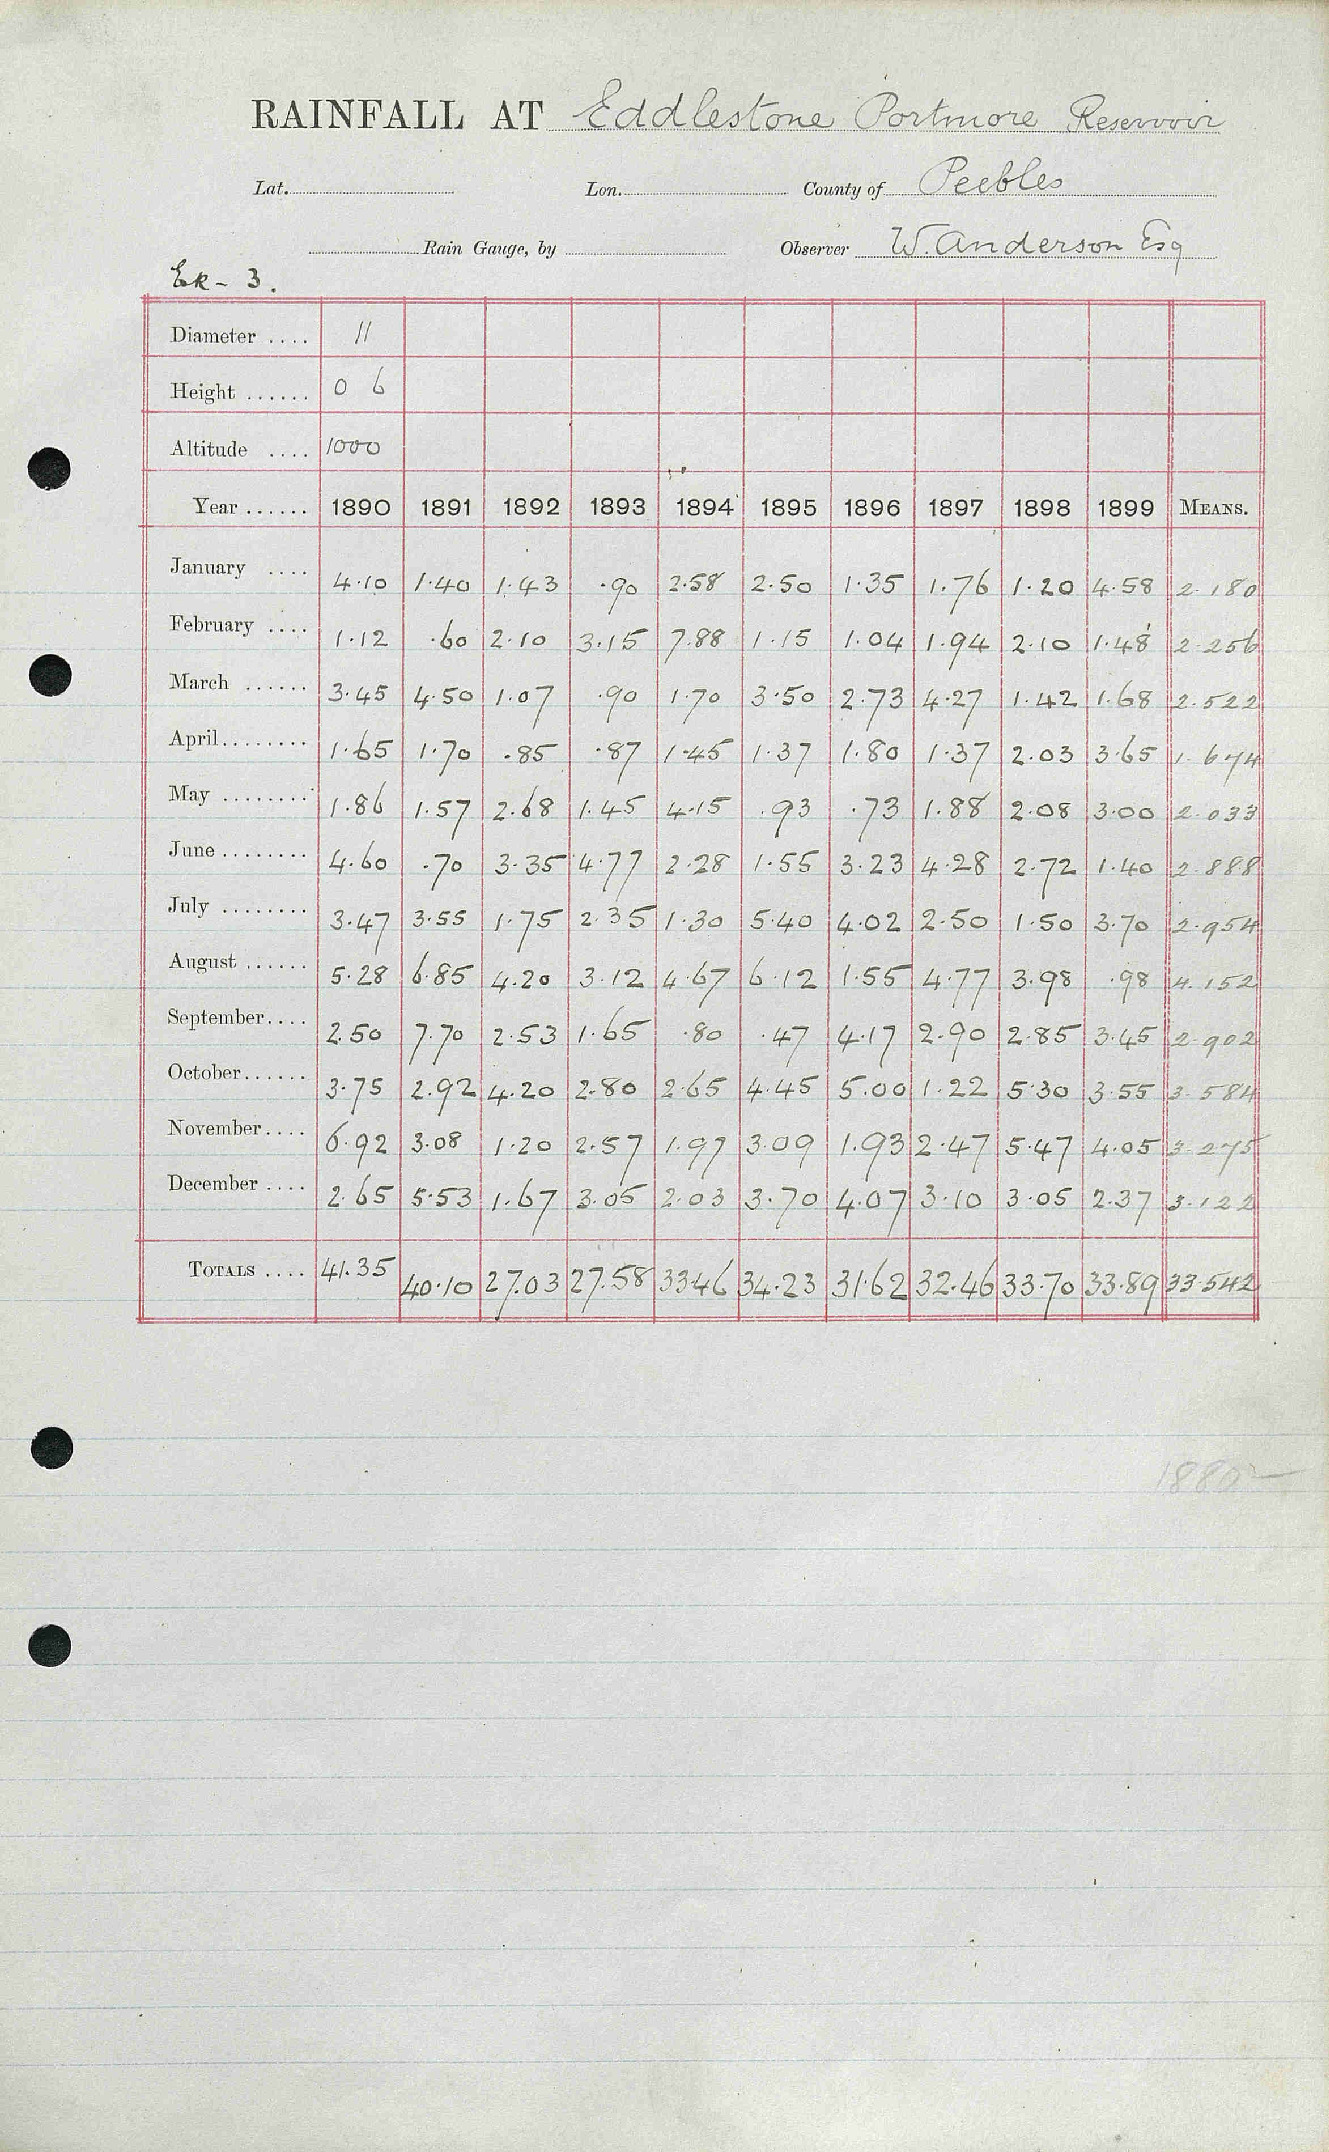 RAINFALL AT Eddlestone Portmore Reservoir
Lat. Lon. County of Peebles
Rain Gauge, by Observer W. Anderson Esq
Diameter .... 11
Height ...... 0 6
Altitude .... 1000
Year ...... 1890 1891 1892 1893 1894 1895 1896 1897 1898 1899 MEANS.
January .... 4.10 1.40 1.43 .90 2.58 2.50 1.35 1.76 1.20 4.58 2.180
February .... 1.12 .60 2.10 3.15 7.88 1.15 1.04 1.94 2.10 1.48 2.256
March ...... 3.45 4.50 1.07 .90 1.70 3.50 2.73 4.27 1.42 1.68 2.522
April........ 1.65 1.70 .85 .87 1.45 1.37 1.80 1.37 2.03 3.65 1.674
May ........ 1.86 1.57 2.68 1.45 4.15 .93 .73 1.88 2.08 3.00 2.033
June ........ 4.60 .70 3.35 4.77 2.28 1.55 3.23 4.28 2.72 1.40 2.888
July ........ 3.47 3.55 1.75 2.35 1.30 5.40 4.02 2.50 1.50 3.70 2.954
August ...... 5.28 6.85 4.20 3.12 4.67 6.12 1.55 4.77 3.98 .98 4.152
September.... 2.50 7.70 2.53 1.65 .80 .47 4.17 2.90 2.85 3.45 2.902
October...... 3.75 2.92 4.20 2.80 2.65 4.45 5.00 1.22 5.30 3.55 3.584
November.... 6.92 3.08 1.20 2.57 1.97 3.09 1.93 2.47 5.47 4.05 3.275
December .... 2.65 5.53 1.67 3.05 2.03 3.70 4.07 3.10 3.05 2.37 3.122
TOTALS .... 41.35 40.10 27.03 27.58 33.46 34.23 31.62 32.46 33.70 33.89 33.542